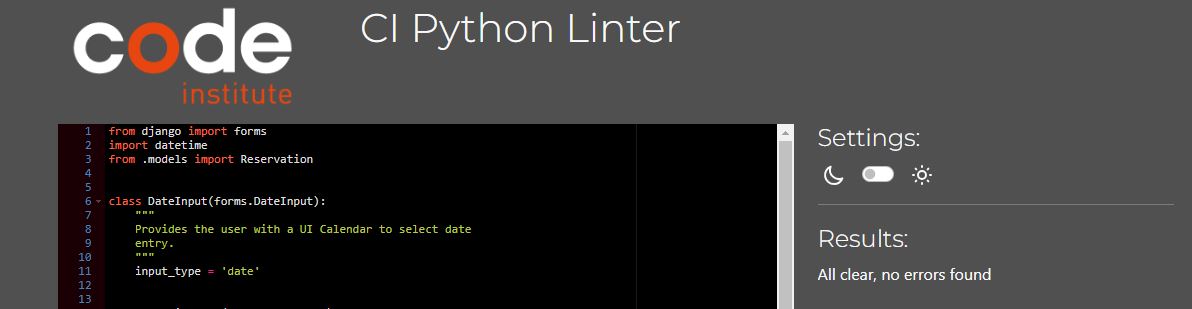 code
institute
CI Python Linter
1 from django import forms
2 import datetime
3 from .models import Reservation
4
5
6 class DateInput(forms.DateInput):
7 """
8 Provides the user with a UI Calendar to select date
9 entry.
10 """
11 input_type = 'date'
12
13
Settings:
Results:
All clear, no errors found